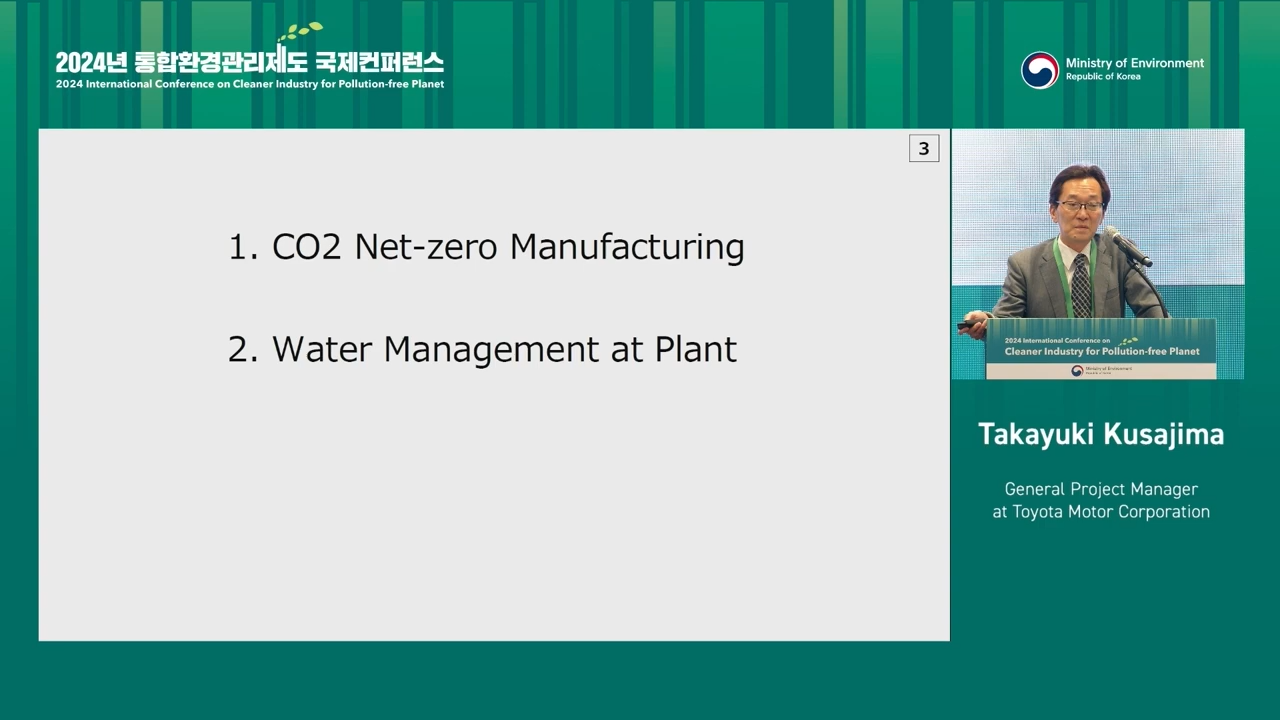 2024년 통합환경관리제도 국제컨퍼런스
2024 International Conference on Cleaner Industry for Pollution-free Planet
Ministry of Environment
Republic of Korea
3
1. CO2 Net-zero Manufacturing
2. Water Management at Plant
2024 International Conference on
Cleaner Industry for Pollution-free Planet
Ministry of Environment
Takayuki Kusajima
General Project Manager
at Toyota Motor Corporation